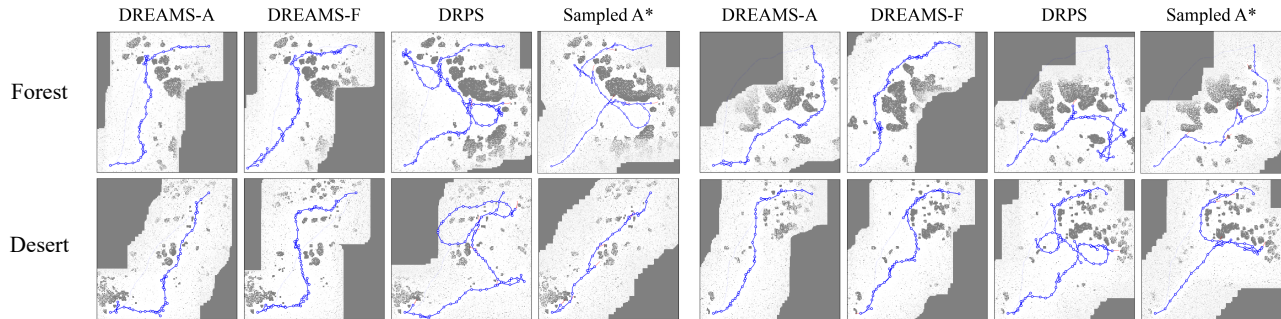 DREAMS-A DREAMS-F DRPS Sampled A* DREAMS-A DREAMS-F DRPS Sampled A*
Forest
Desert